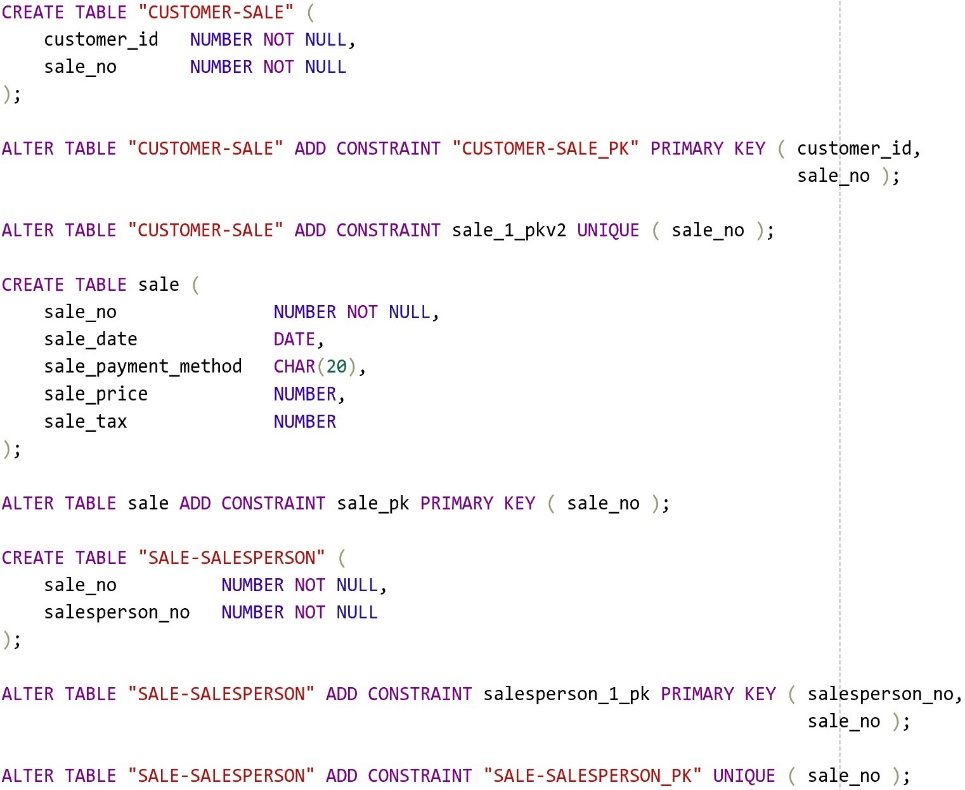 CREATE TABLE "CUSTOMER-SALE" (
    customer_id   NUMBER NOT NULL,
    sale_no       NUMBER NOT NULL
);
ALTER TABLE "CUSTOMER-SALE" ADD CONSTRAINT "CUSTOMER-SALE_PK" PRIMARY KEY ( customer_id,
                                                                            sale_no );
ALTER TABLE "CUSTOMER-SALE" ADD CONSTRAINT sale_1_pkv2 UNIQUE ( sale_no );
CREATE TABLE sale (
    sale_no               NUMBER NOT NULL,
    sale_date             DATE,
    sale_payment_method   CHAR(20),
    sale_price            NUMBER,
    sale_tax              NUMBER
);
ALTER TABLE sale ADD CONSTRAINT sale_pk PRIMARY KEY ( sale_no );
CREATE TABLE "SALE-SALESPERSON" (
    sale_no          NUMBER NOT NULL,
    salesperson_no   NUMBER NOT NULL
);
ALTER TABLE "SALE-SALESPERSON" ADD CONSTRAINT salesperson_1_pk PRIMARY KEY ( salesperson_no,
                                                                             sale_no );
ALTER TABLE "SALE-SALESPERSON" ADD CONSTRAINT "SALE-SALESPERSON_PK" UNIQUE ( sale_no );